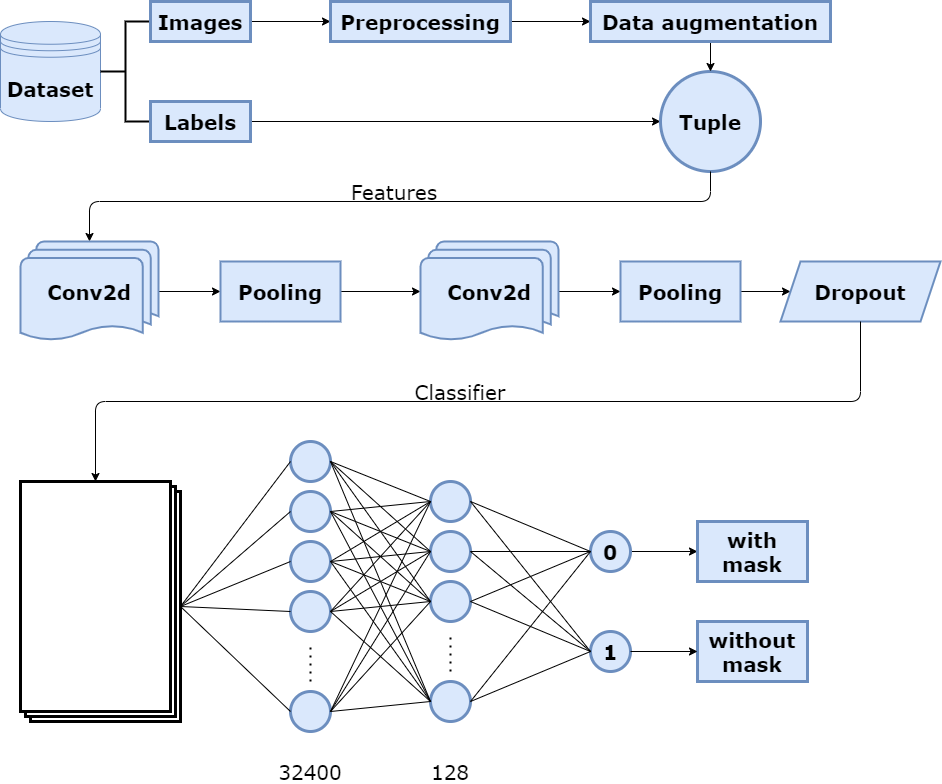 Images
Preprocessing
Data augmentation
Dataset
Labels
Tuple
Features
Conv2d
Pooling
Conv2d
Pooling
Dropout
Classifier
0
with
mask
1
without
mask
32400
128